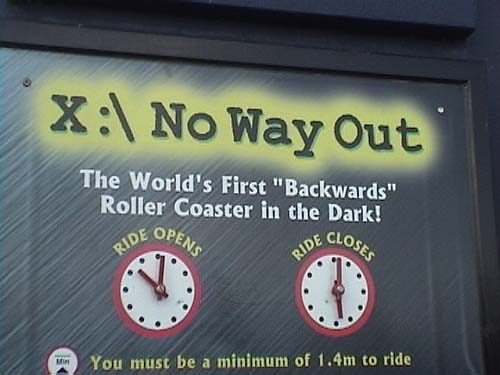 X:\ No Way Out
The World's First "Backwards"
Roller Coaster in the Dark!
RIDE OPENS
RIDE CLOSES
Min
You must be a minimum of 1.4m to ride